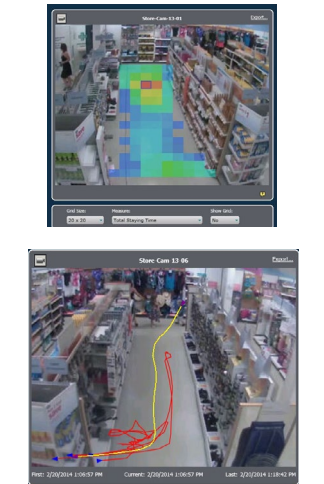 Store-Cam-13-01
Export...
Grid Size:
Measure:
Show Grid:
20 x 20
Total Staying Time
No
Store Cam 13 06
Export...
First: 2/20/2014 1:06:57 PM
Current: 2/20/2014 1:06:57 PM
Last: 2/20/2014 1:18:42 PM